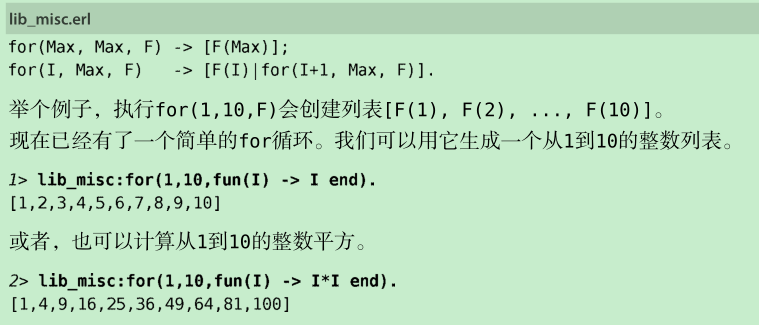 lib_misc.erl
for(Max, Max, F) -> [F(Max)];
for(I, Max, F)   -> [F(I)|for(I+1, Max, F)].
举个例子，执行for(1,10,F)会创建列表[F(1), F(2), ..., F(10)]。
现在已经有了一个简单的for循环。我们可以用它生成一个从1到10的整数列表。
1> lib_misc:for(1,10,fun(I) -> I end).
[1,2,3,4,5,6,7,8,9,10]
或者，也可以计算从1到10的整数平方。
2> lib_misc:for(1,10,fun(I) -> I*I end).
[1,4,9,16,25,36,49,64,81,100]